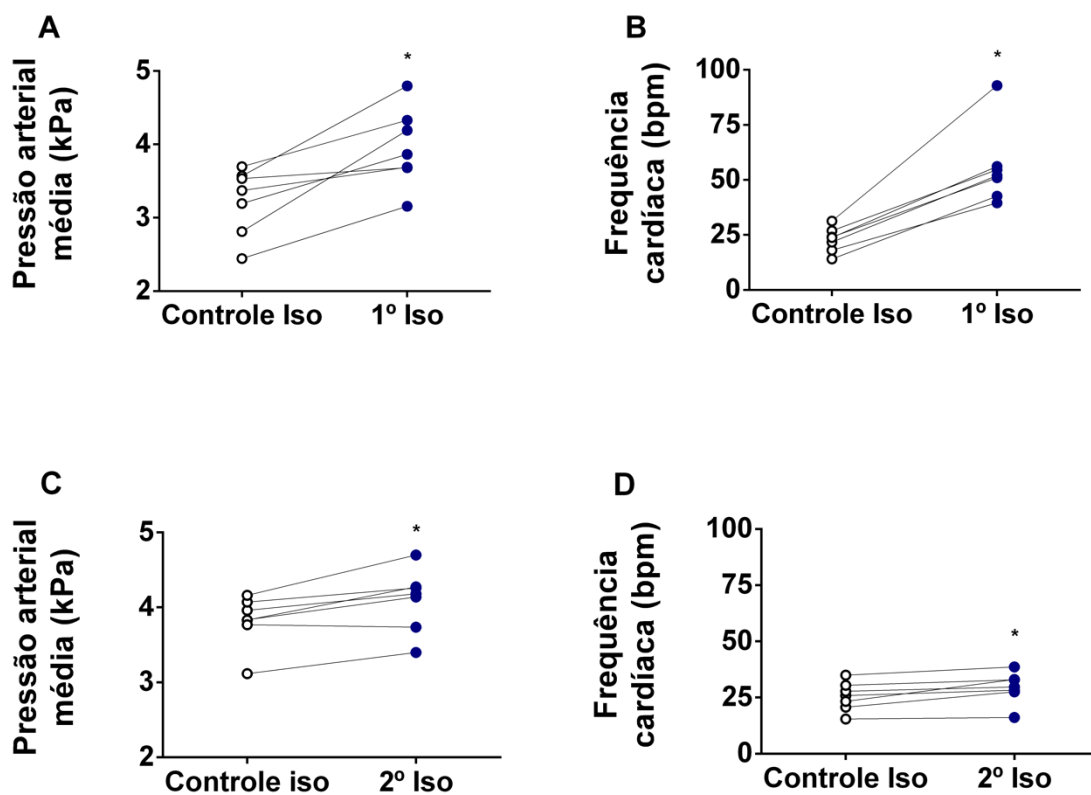 A
Pressão arterial
média (kPa)
*
5
4
3
2
Controle Iso
1º Iso
B
Frequência
cardíaca (bpm)
*
100
75
50
25
0
Controle Iso
1º Iso
C
Pressão arterial
média (kPa)
*
5
4
3
2
Controle iso
2º Iso
D
Frequência
cardíaca (bpm)
*
100
75
50
25
0
Controle Iso
2º Iso